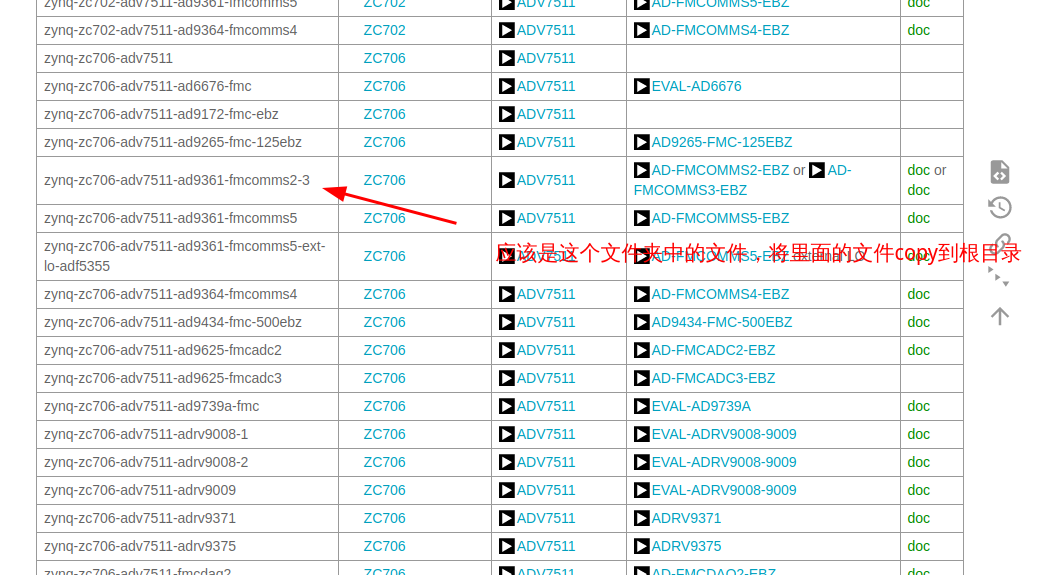 zynq-zc702-adv7511-ad9361-fmcomms5 ZC702 ADV7511 AD-FMCOMMS5-EBZ doc
zynq-zc702-adv7511-ad9364-fmcomms4 ZC702 ADV7511 AD-FMCOMMS4-EBZ doc
zynq-zc706-adv7511 ZC706 ADV7511
zynq-zc706-adv7511-ad6676-fmc ZC706 ADV7511 EVAL-AD6676
zynq-zc706-adv7511-ad9172-fmc-ebz ZC706 ADV7511
zynq-zc706-adv7511-ad9265-fmc-125ebz ZC706 ADV7511 AD9265-FMC-125EBZ
zynq-zc706-adv7511-ad9361-fmcomms2-3 ZC706 ADV7511 AD-FMCOMMS2-EBZ or AD-
FMCOMMS3-EBZ doc or
doc
zynq-zc706-adv7511-ad9361-fmcomms5 ZC706 ADV7511 AD-FMCOMMS5-EBZ doc
zynq-zc706-adv7511-ad9361-fmcomms5-ext-
lo-adf5355 ZC706 ADV7511 AD-FMCOMMS5-EBZ external LO doc
应该是这个文件夹中的文件，将里面的文件copy到根目录
zynq-zc706-adv7511-ad9364-fmcomms4 ZC706 ADV7511 AD-FMCOMMS4-EBZ doc
zynq-zc706-adv7511-ad9434-fmc-500ebz ZC706 ADV7511 AD9434-FMC-500EBZ doc
zynq-zc706-adv7511-ad9625-fmcadc2 ZC706 ADV7511 AD-FMCADC2-EBZ doc
zynq-zc706-adv7511-ad9625-fmcadc3 ZC706 ADV7511 AD-FMCADC3-EBZ
zynq-zc706-adv7511-ad9739a-fmc ZC706 ADV7511 EVAL-AD9739A doc
zynq-zc706-adv7511-adrv9008-1 ZC706 ADV7511 EVAL-ADRV9008-9009 doc
zynq-zc706-adv7511-adrv9008-2 ZC706 ADV7511 EVAL-ADRV9008-9009 doc
zynq-zc706-adv7511-adrv9009 ZC706 ADV7511 EVAL-ADRV9008-9009 doc
zynq-zc706-adv7511-adrv9371 ZC706 ADV7511 ADRV9371 doc
zynq-zc706-adv7511-adrv9375 ZC706 ADV7511 ADRV9375 doc
zynq-zc706-adv7511-fmcdaq2 ZC706 ADV7511 AD-FMCDAQ2-EBZ doc